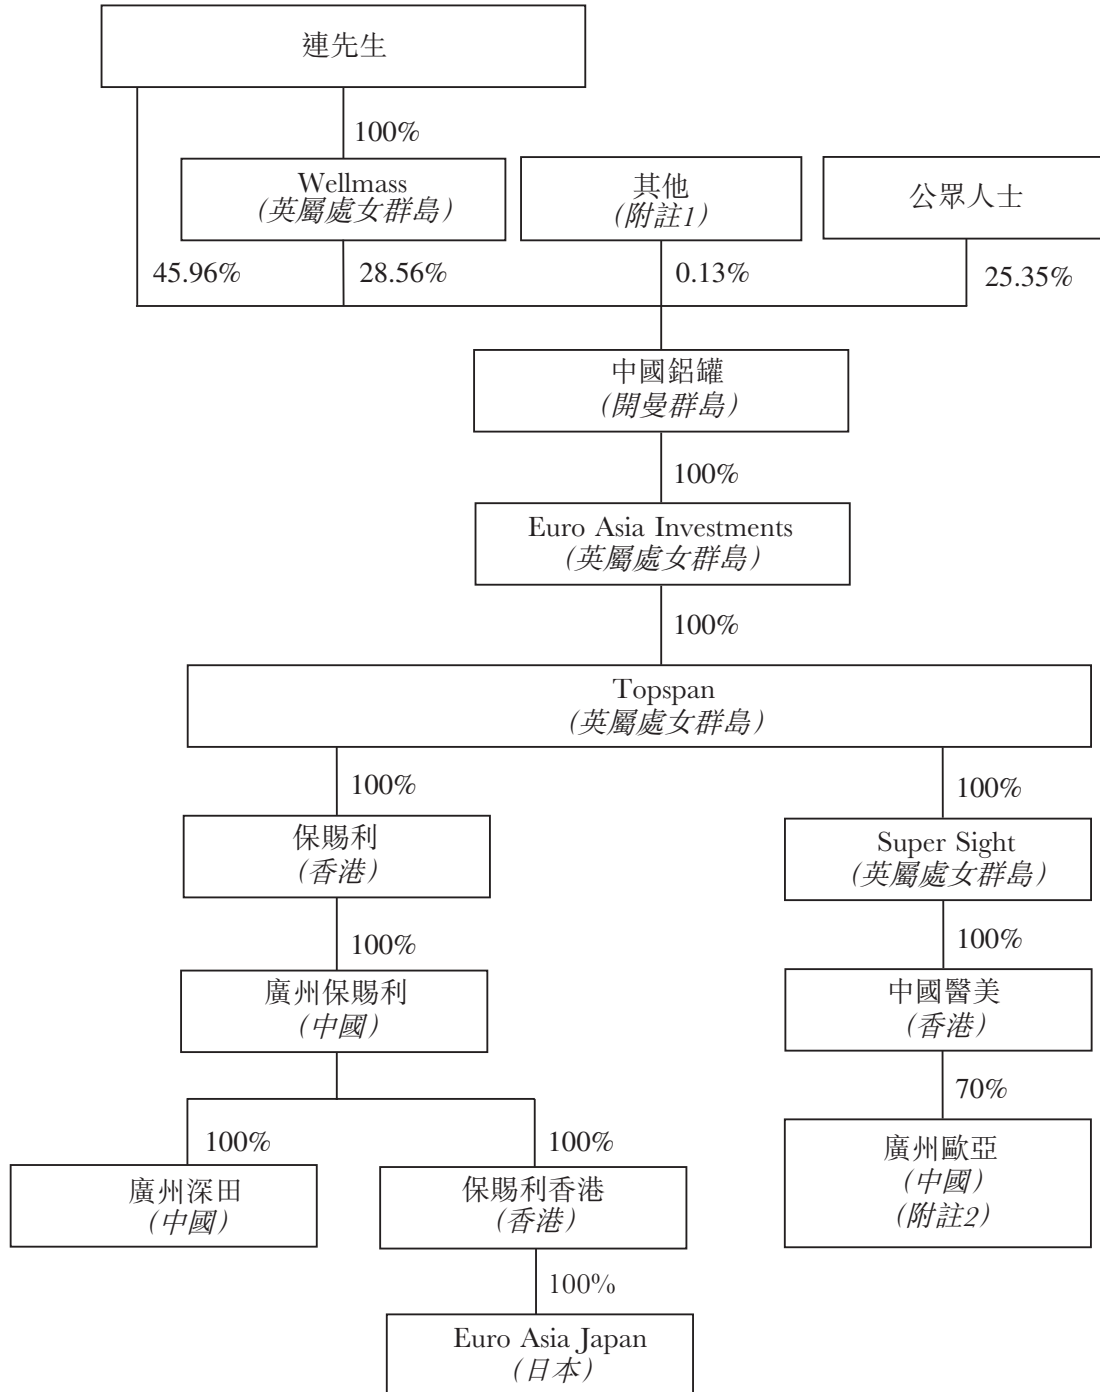 連先生
100%
Wellmass
(英屬處女群島)
其他
(附註1)
公眾人士
45.96%
28.56%
0.13%
25.35%
中國鋁罐
(開曼群島)
100%
Euro Asia Investments
(英屬處女群島)
100%
Topspan
(英屬處女群島)
100%
100%
保賜利
(香港)
Super Sight
(英屬處女群島)
100%
100%
廣州保賜利
(中國)
中國醫美
(香港)
70%
100%
100%
廣州深田
(中國)
保賜利香港
(香港)
廣州歐亞
(中國)
(附註2)
100%
Euro Asia Japan
(日本)